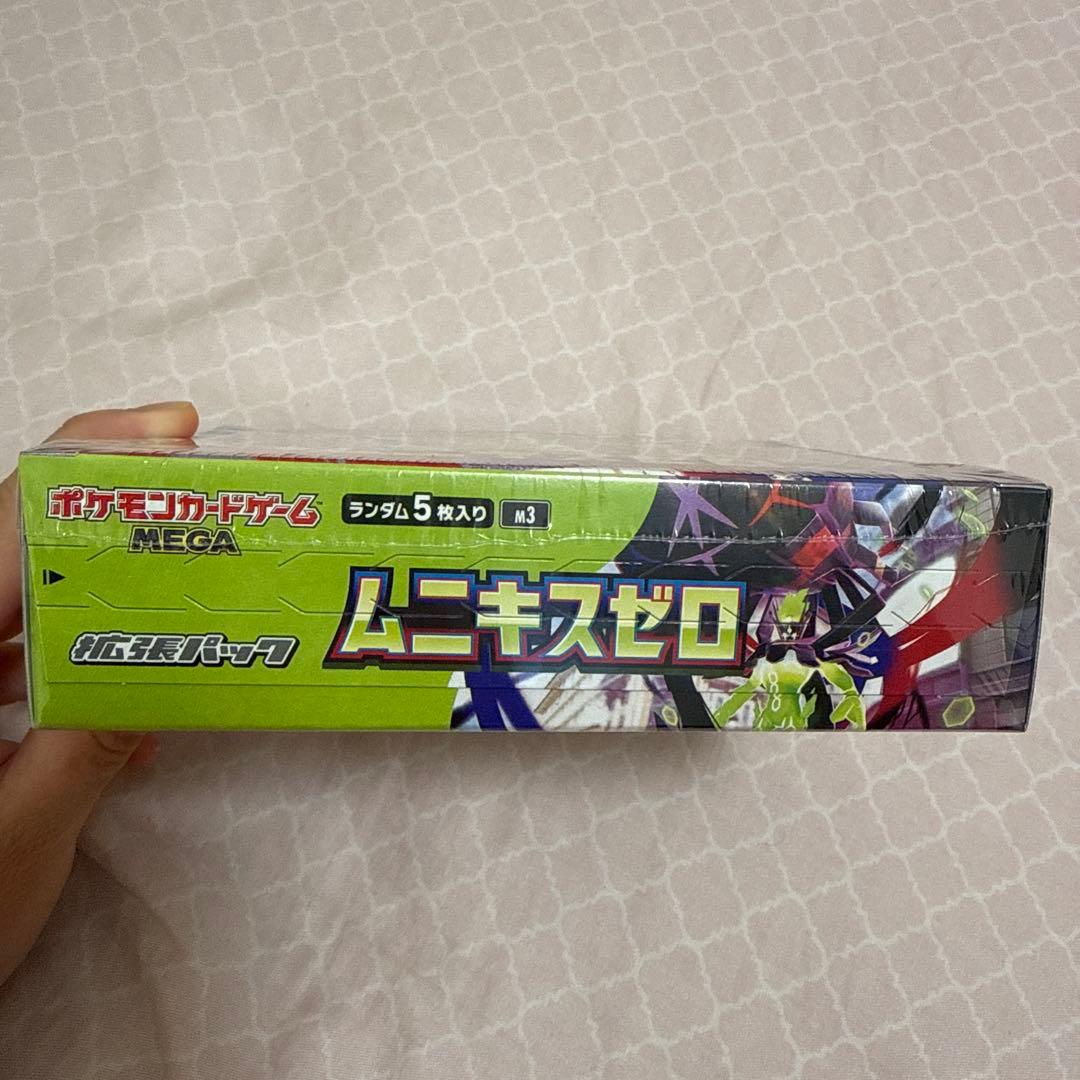 ポケモンカードゲーム
MEGA
ランダム5枚入り
M3
ムニキスゼロ
拡張パック